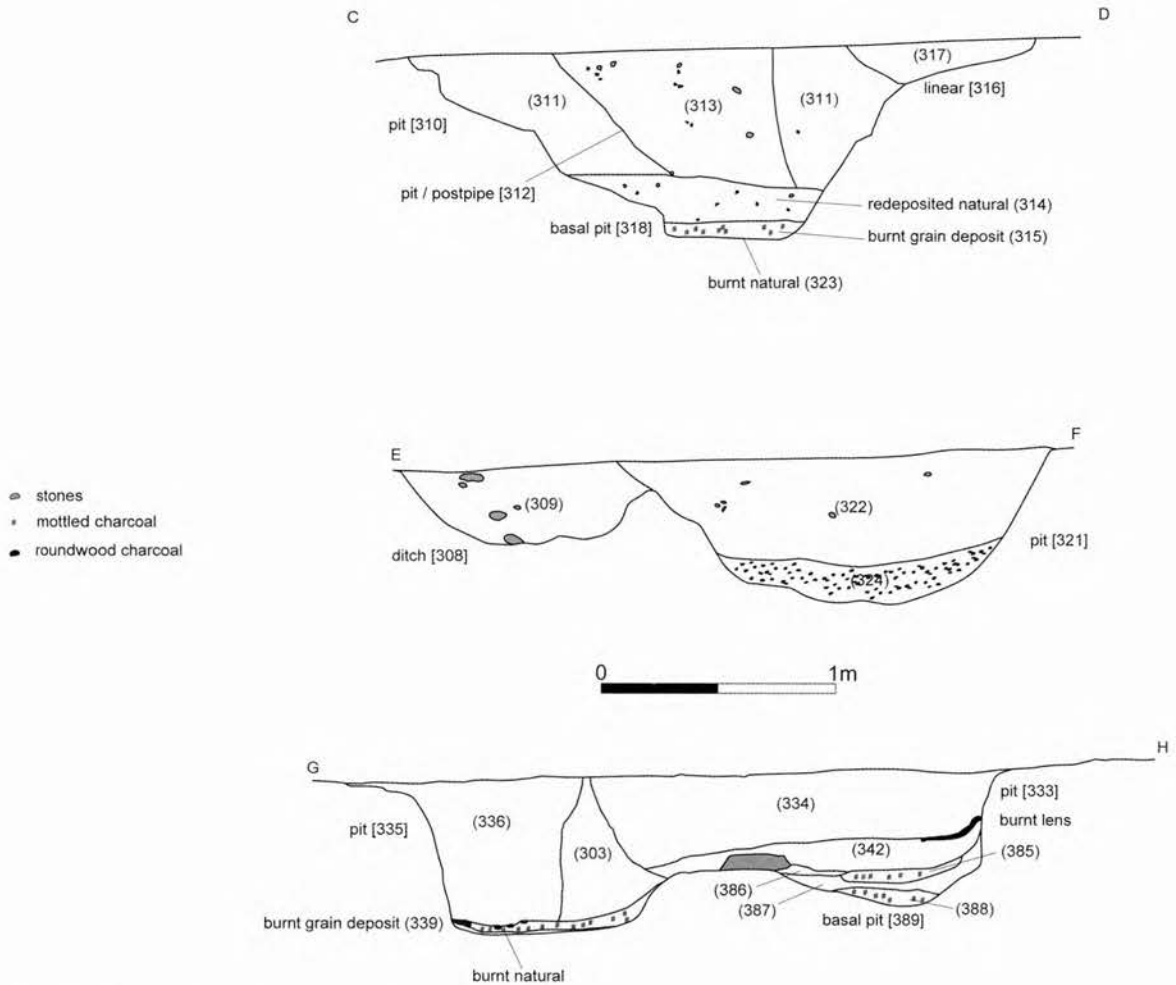 C
D
(317)
linear [316]
(311)
(313)
(311)
pit [310]
pit / postpipe [312]
redeposited natural (314)
basal pit [318]
burnt grain deposit (315)
burnt natural (323)
E
F
stones
mottled charcoal
roundwood charcoal
(309)
(322)
ditch [308]
pit [321]
(324)
0
1m
G
H
pit [335]
(336)
(303)
(334)
pit [333]
burnt lens
(342)
(385)
(386)
(387)
(388)
basal pit [389]
burnt grain deposit (339)
burnt natural